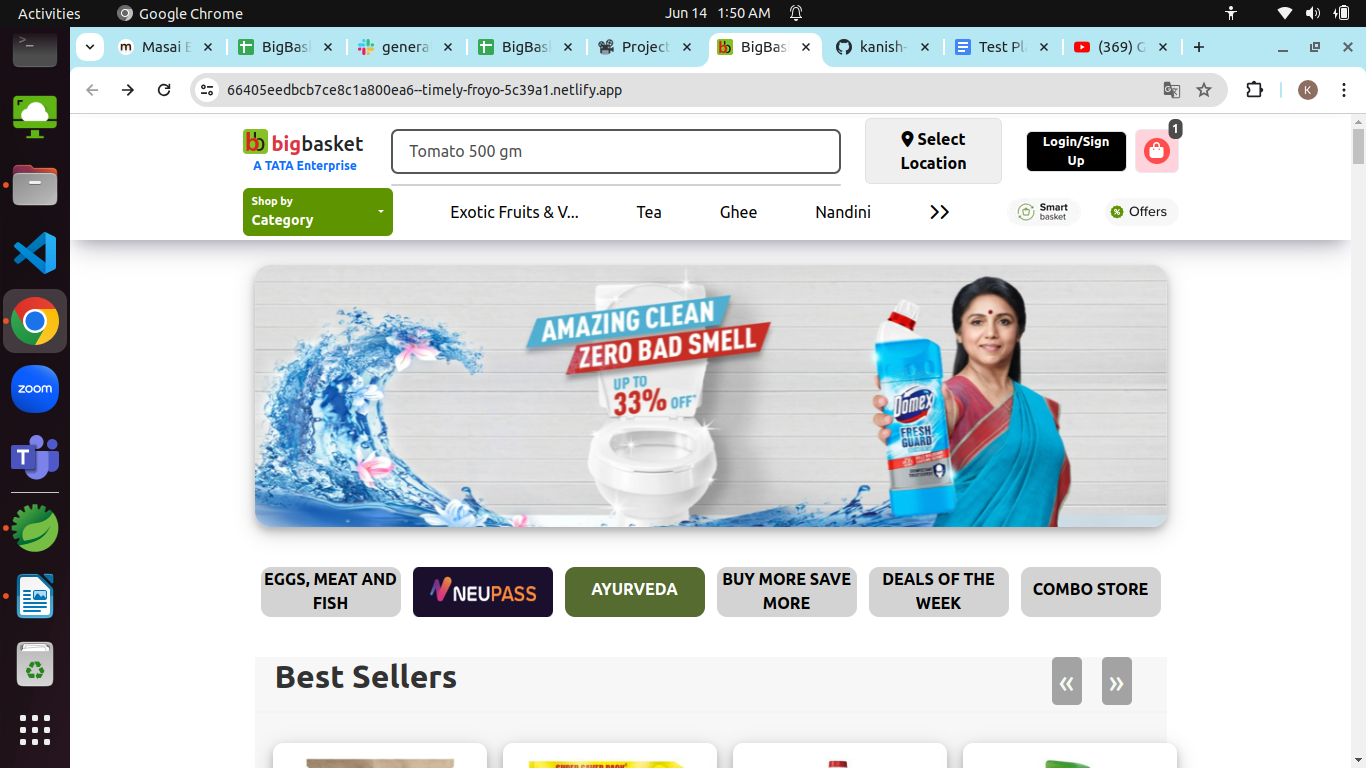 Activities
Google Chrome
Jun 14 1:50 AM
Masai E
BigBas
genera
BigBas
Project
BigBas
kanish-
Test Pl
(369) G
66405eedbcb7ce8c1a800ea6--timely-froyo-5c39a1.netlify.app
K
bigbasket
A TATA Enterprise
Tomato 500 gm
Select
Location
Login/Sign
Up
1
Shop by
Category
Exotic Fruits & V...
Tea
Ghee
Nandini
Smart
basket
Offers
zoom
T
AMAZING CLEAN
ZERO BAD SMELL
UP TO
33% OFF*
Domex
FRESH
GUARD
EGGS, MEAT AND
FISH
NEUPASS
AYURVEDA
BUY MORE SAVE
MORE
DEALS OF THE
WEEK
COMBO STORE
Best Sellers
« »
SUPER SAVER PACK